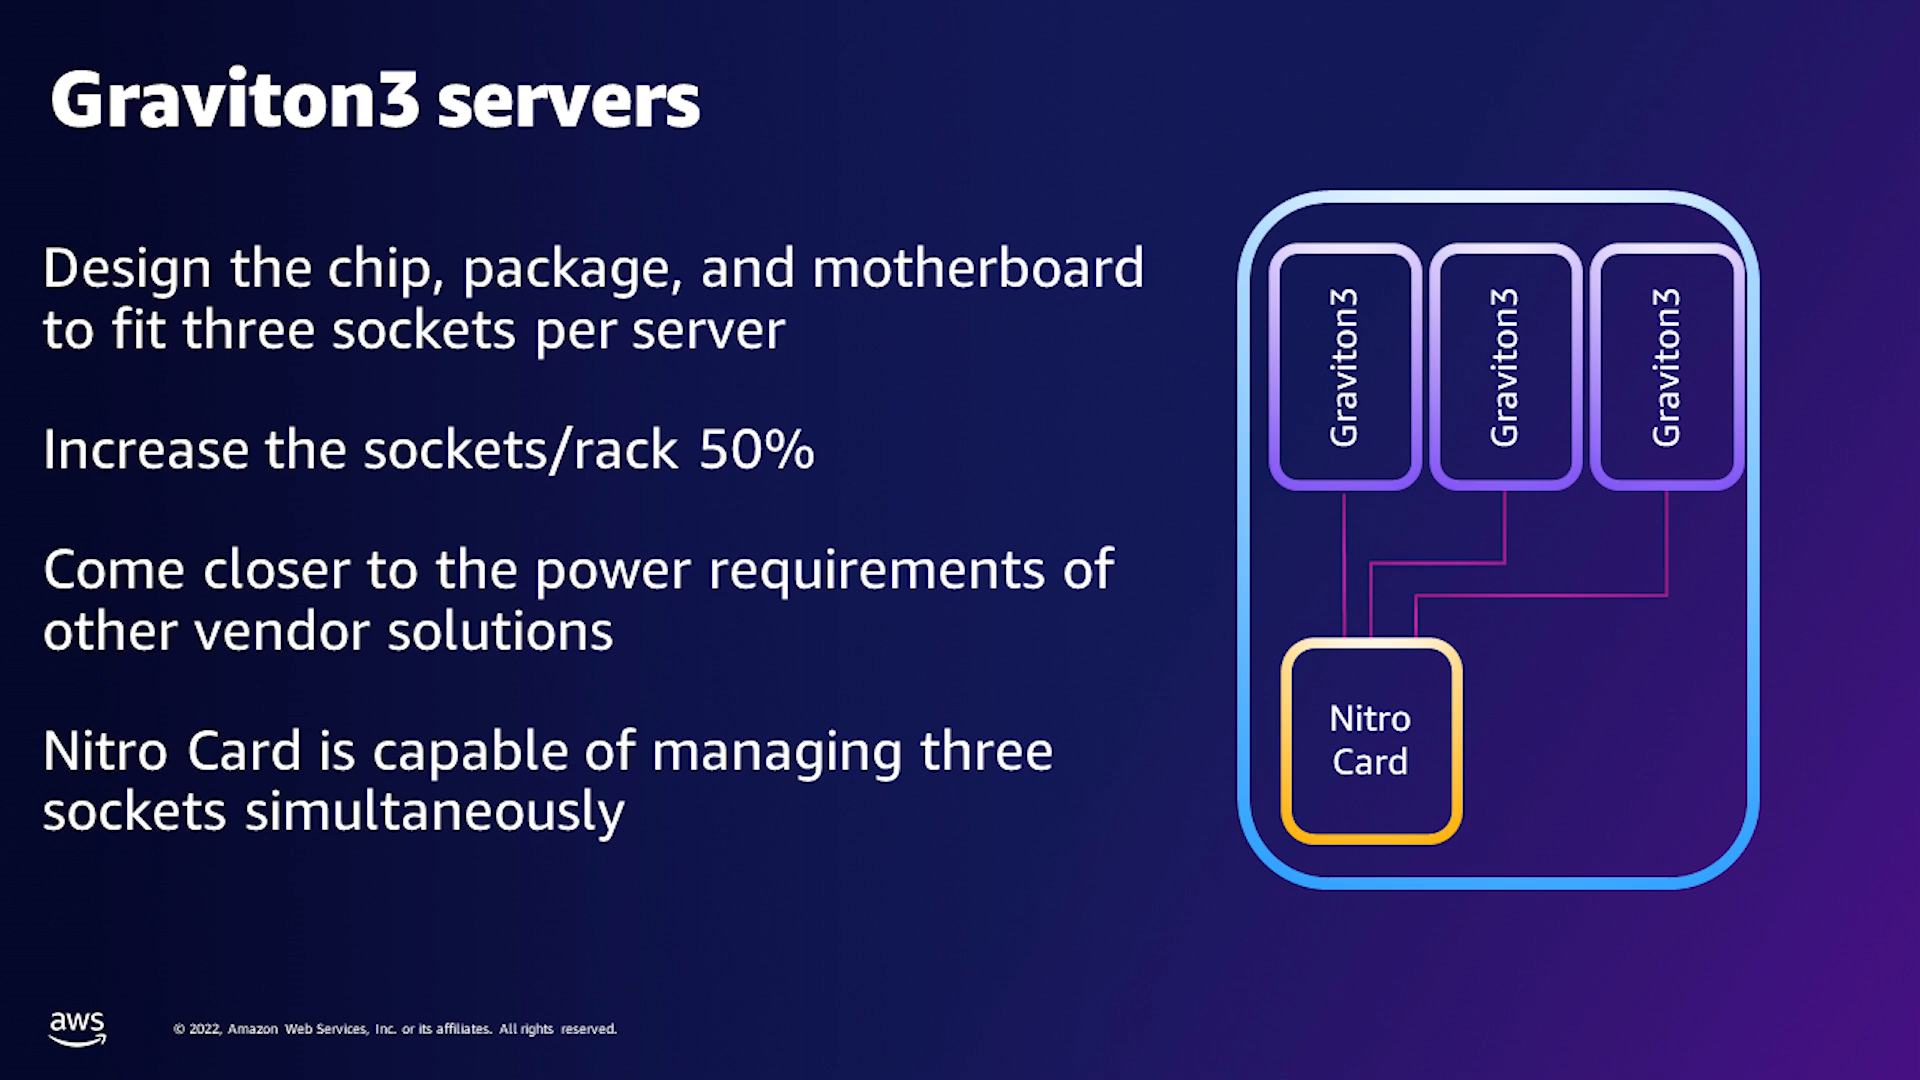 Graviton3 servers
Design the chip, package, and motherboard
to fit three sockets per server
Increase the sockets/rack 50%
Come closer to the power requirements of
other vendor solutions
Nitro Card is capable of managing three
sockets simultaneously
Graviton3
Graviton3
Graviton3
Nitro
Card
aws
© 2022, Amazon Web Services, Inc. or its affiliates. All rights reserved.